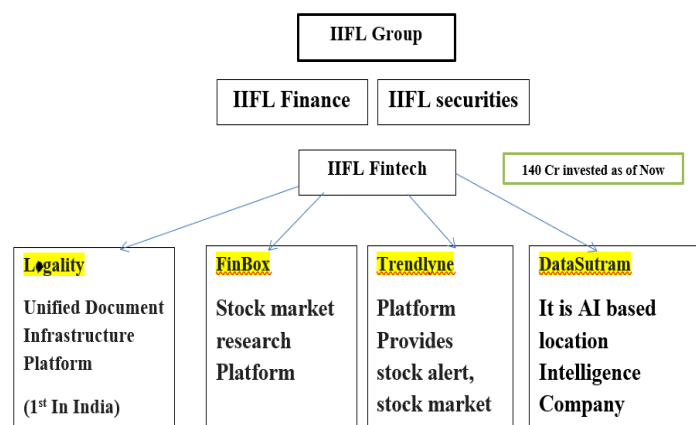 IIFL Group
IIFL Finance
IIFL securities
IIFL Fintech
140 Cr invested as of Now
Legality
Unified Document
Infrastructure
Platform
(1st In India)
FinBox
Stock market
research
Platform
Trendlyne
Platform
Provides
stock alert,
stock market
DataSutram
It is AI based
location
Intelligence
Company